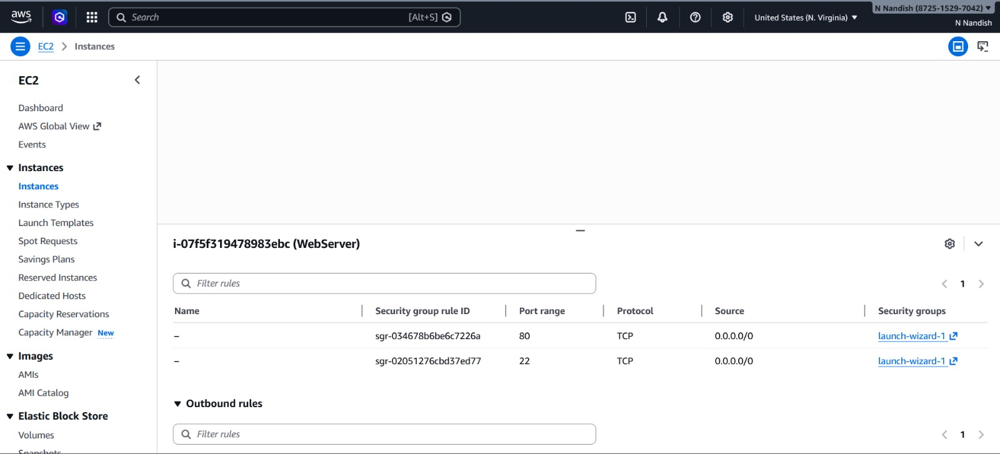 aws
Search [Alt+S]
United States (N. Virginia)
N Nandish (8725-1529-7042)
N Nandish
EC2 Instances
EC2
Dashboard
AWS Global View
Events
Instances
Instances
Instance Types
Launch Templates
Spot Requests
Savings Plans
Reserved Instances
Dedicated Hosts
Capacity Reservations
Capacity Manager New
Images
AMIs
AMI Catalog
Elastic Block Store
Volumes
Snapshots
i-07f5f319478983ebc (WebServer)
Filter rules
1
Name Security group rule ID Port range Protocol Source Security groups
– sgr-034678b6be6c7226a 80 TCP 0.0.0.0/0 launch-wizard-1
– sgr-02051276cbd37ed77 22 TCP 0.0.0.0/0 launch-wizard-1
Outbound rules
Filter rules
1